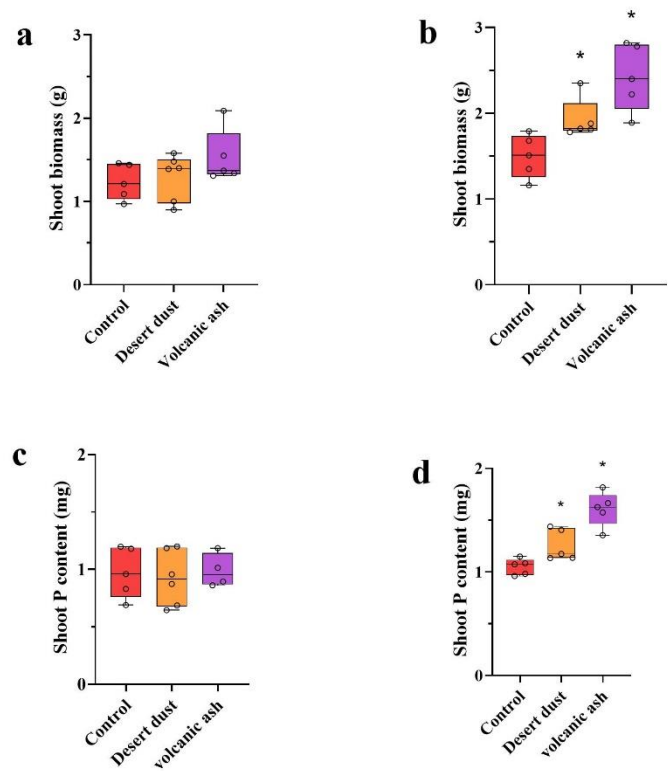 a
Shoot biomass (g)
3
2
1
0
Control
Desert dust
Volcanic ash
b
Shoot biomass (g)
3
2
1
0
*
*
Control
Desert dust
Volcanic ash
c
Shoot P content (mg)
2
1
0
Control
Desert dust
volcanic ash
d
Shoot P content (mg)
2
1
0
*
*
Control
Desert dust
volcanic ash